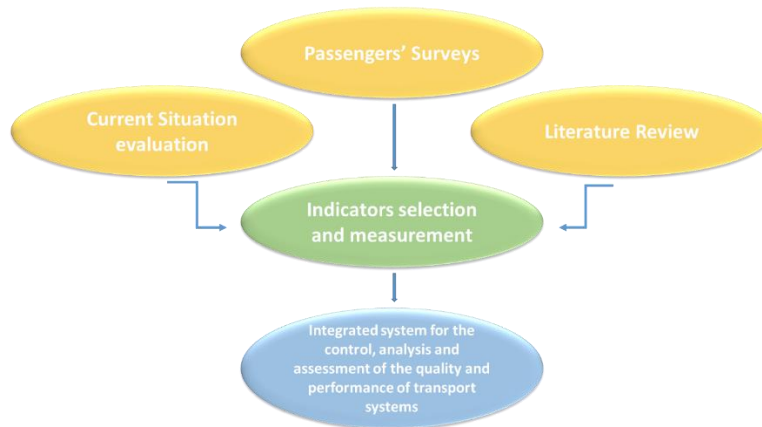 Passengers' Surveys
Current Situation
evaluation
Literature Review
Indicators selection
and measurement
Integrated system for the
control, analysis and
assessment of the quality and
performance of transport
systems